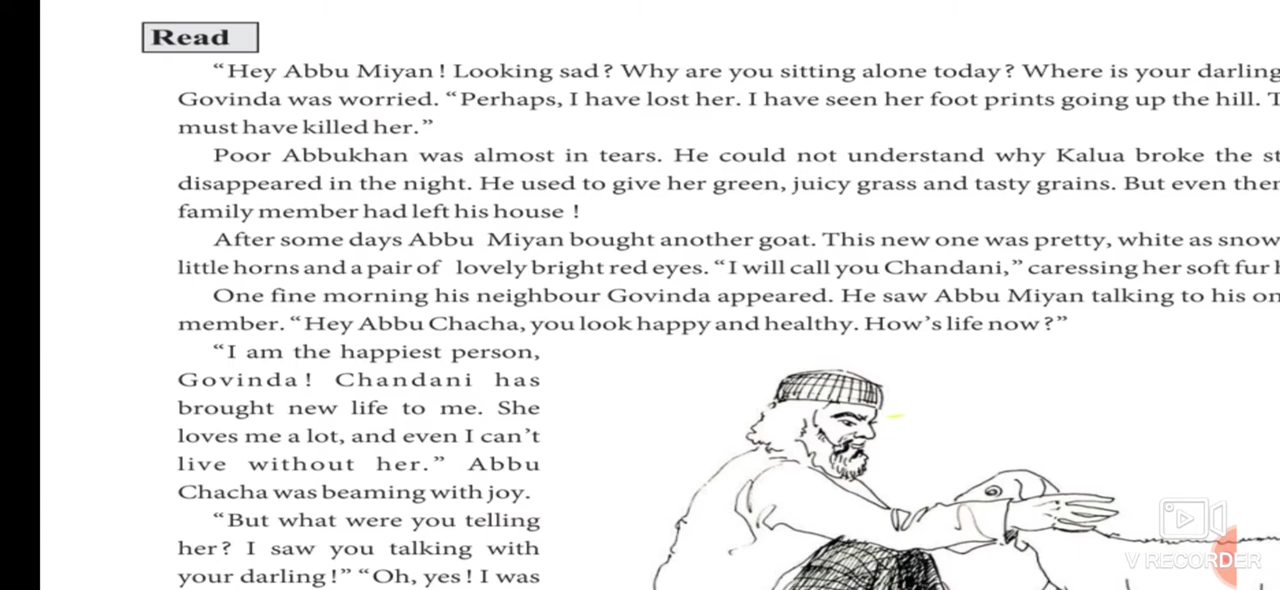 Read
“Hey Abbu Miyan ! Looking sad ? Why are you sitting alone today ? Where is your darling
Govinda was worried. “Perhaps, I have lost her. I have seen her foot prints going up the hill.
must have killed her.”
Poor Abbukhan was almost in tears. He could not understand why Kalua broke the
disappeared in the night. He used to give her green, juicy grass and tasty grains. But even
family member had left his house !
After some days Abbu Miyan bought another goat. This new one was pretty, white as snow
little horns and a pair of lovely bright red eyes. “I will call you Chandani,” caressing her soft fur
One fine morning his neighbour Govinda appeared. He saw Abbu Miyan talking to his
member. “Hey Abbu Chacha, you look happy and healthy. How’s life now ?”
“I am the happiest person,
Govinda ! Chandani has
brought new life to me. She
loves me a lot, and even I can’t
live without her.” Abbu
Chacha was beaming with joy.
“But what were you telling
her? I saw you talking with
your darling !” “Oh, yes ! I was
V RECORDER